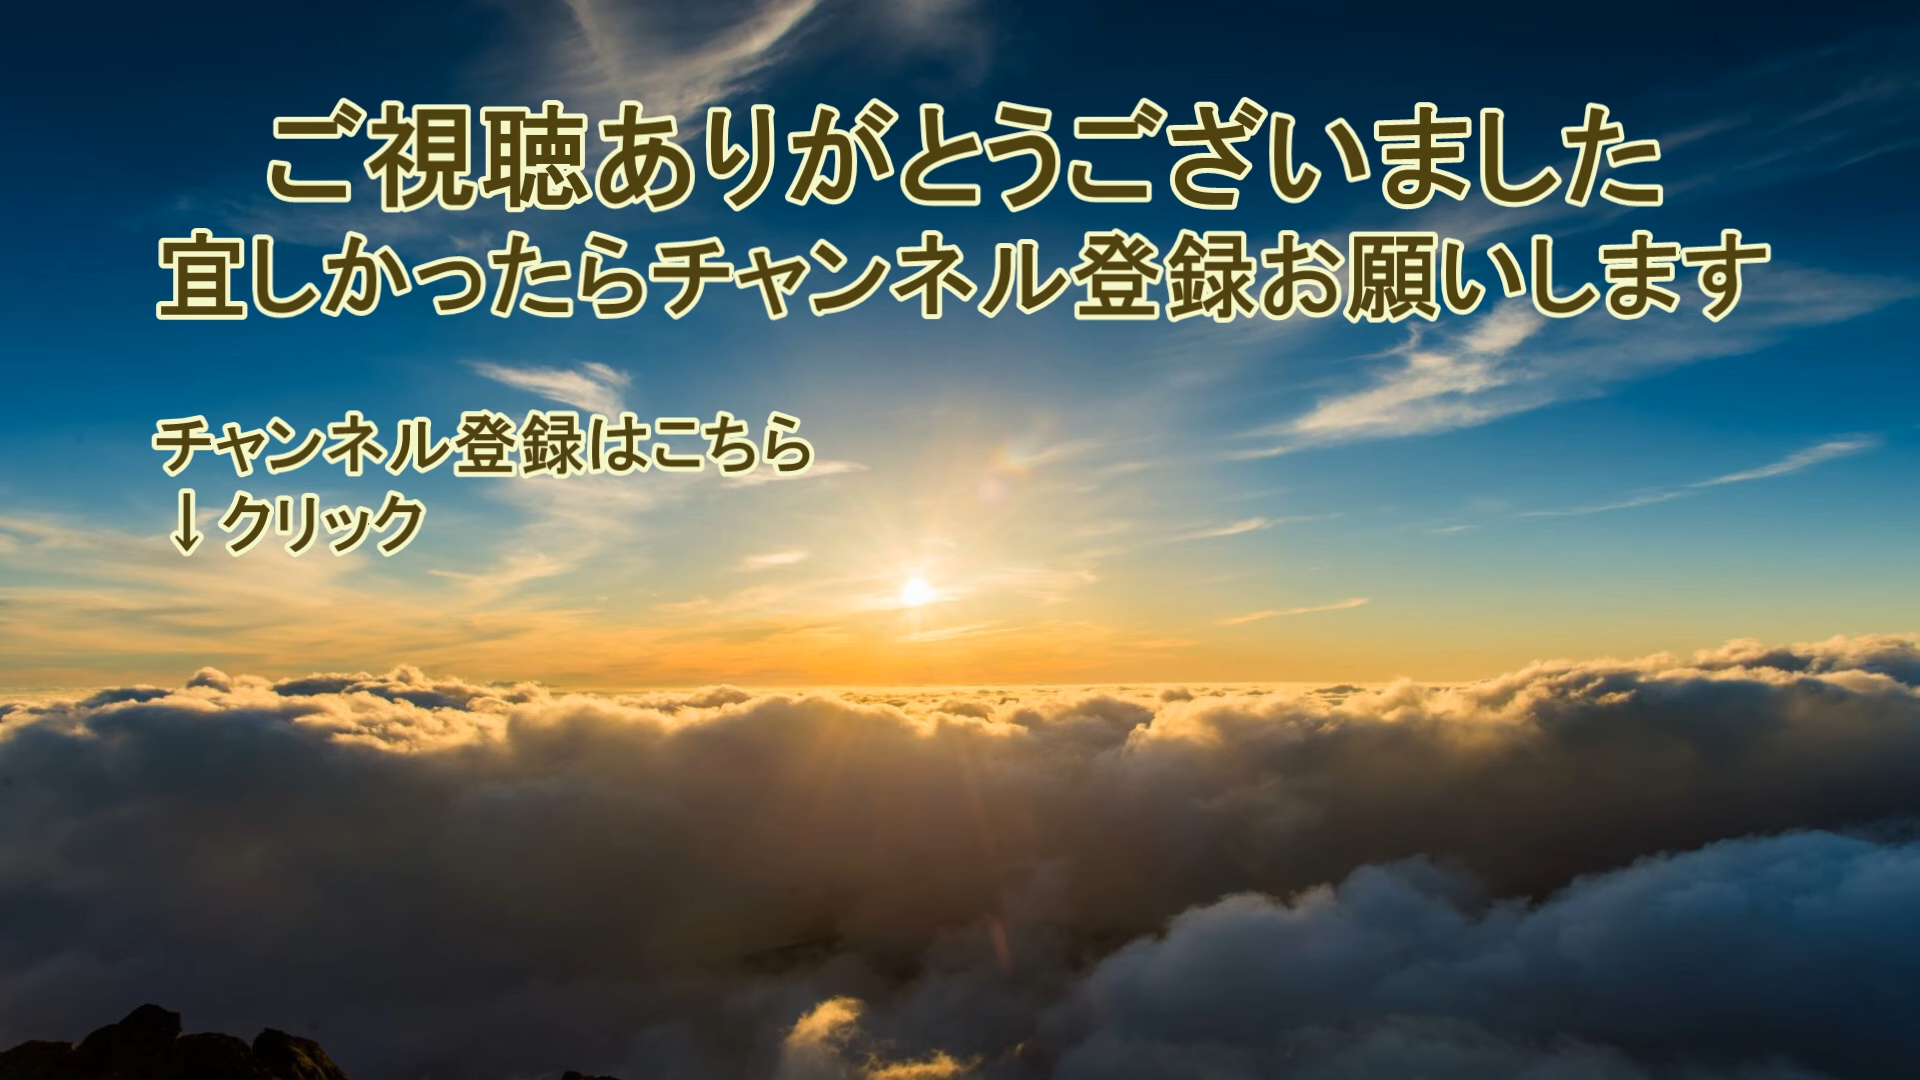 ご視聴ありがとうございました
宜しかったらチャンネル登録お願いします
チャンネル登録はこちら
↓クリック